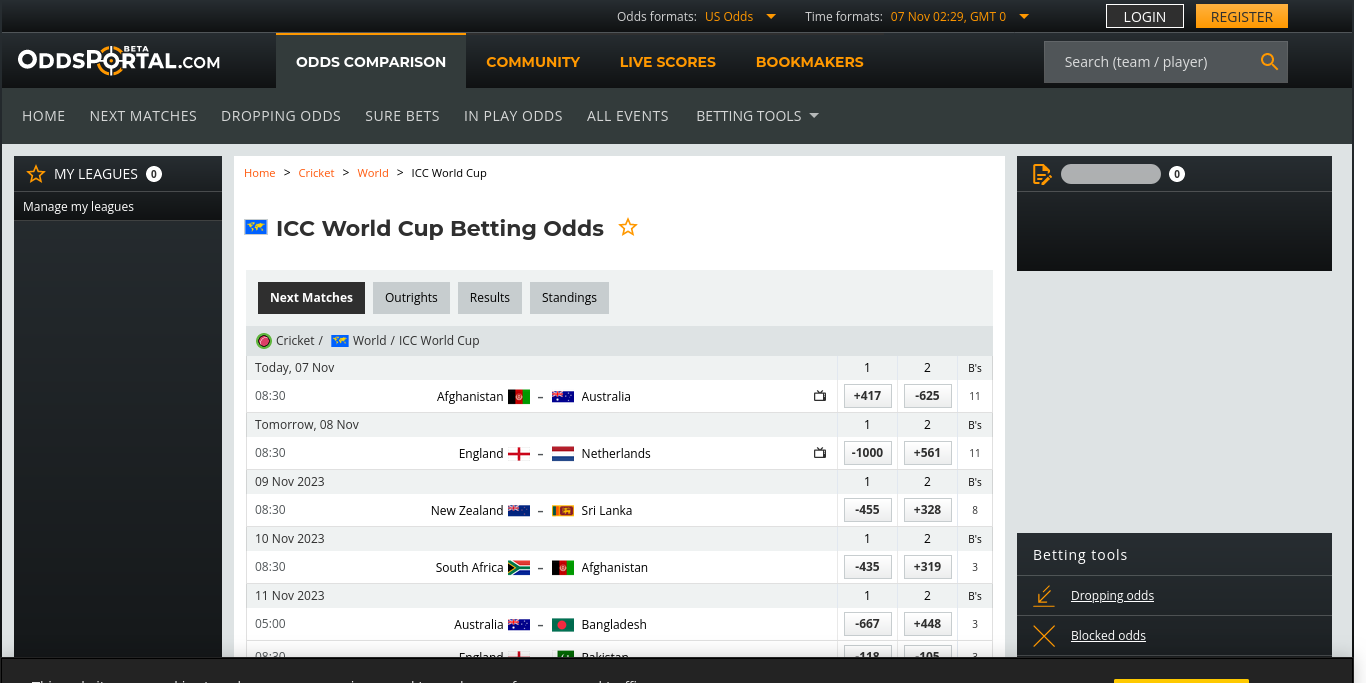 Odds formats: US Odds Time formats: 07 Nov 02:29, GMT 0 LOGIN REGISTER
ODDSPORTAL.COM BETA
ODDS COMPARISON COMMUNITY LIVE SCORES BOOKMAKERS Search (team / player)
HOME NEXT MATCHES DROPPING ODDS SURE BETS IN PLAY ODDS ALL EVENTS BETTING TOOLS
MY LEAGUES 0
Manage my leagues
Home > Cricket > World > ICC World Cup
0
ICC World Cup Betting Odds
Next Matches Outrights Results Standings
Cricket / World / ICC World Cup
Today, 07 Nov 1 2 B's
08:30 Afghanistan – Australia +417 -625 11
Tomorrow, 08 Nov 1 2 B's
08:30 England – Netherlands -1000 +561 11
09 Nov 2023 1 2 B's
08:30 New Zealand – Sri Lanka -455 +328 8
10 Nov 2023 1 2 B's
08:30 South Africa – Afghanistan -435 +319 3
11 Nov 2023 1 2 B's
05:00 Australia – Bangladesh -667 +448 3
08:30 England – Pakistan -118 -105 3
Betting tools
Dropping odds
Blocked odds